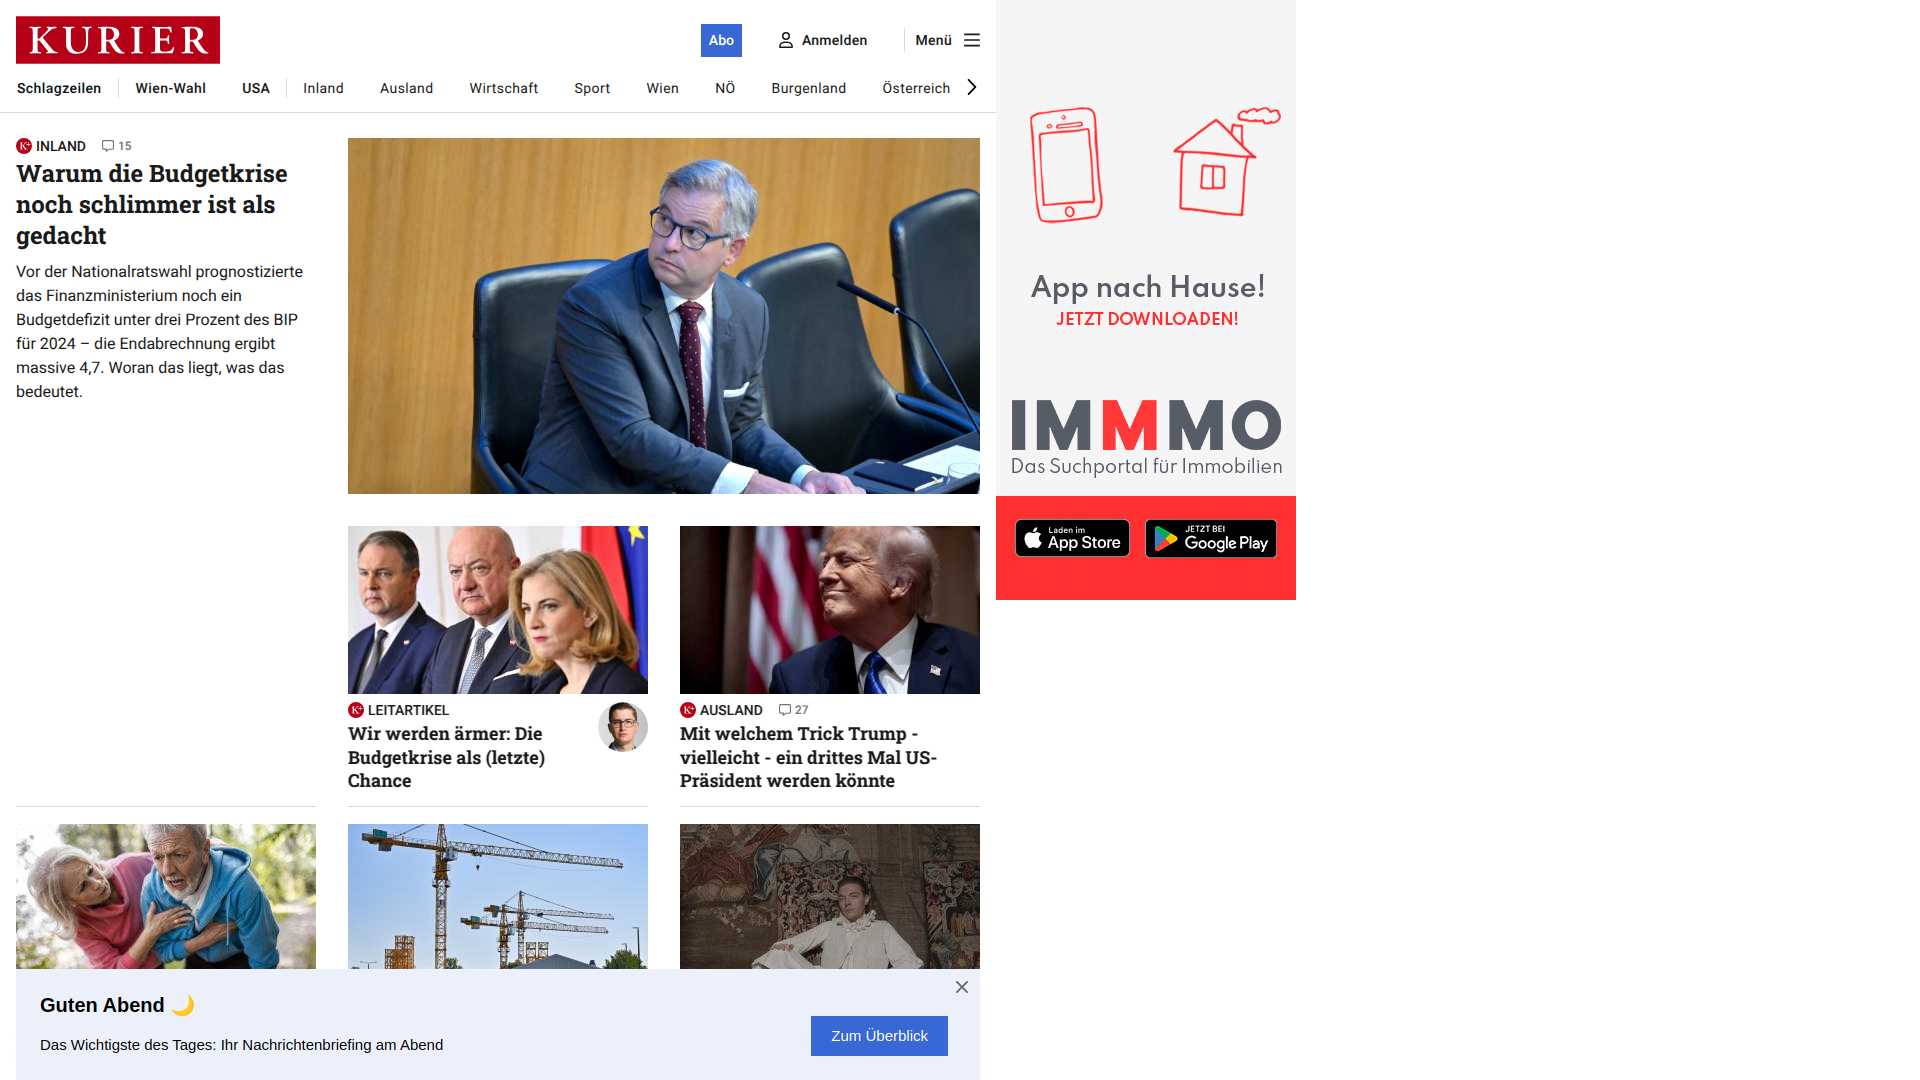 KURIER
Abo
Anmelden
Menü
Schlagzeilen
Wien-Wahl
USA
Inland
Ausland
Wirtschaft
Sport
Wien
NÖ
Burgenland
Österreich
K+ INLAND 15
Warum die Budgetkrise
noch schlimmer ist als
gedacht
Vor der Nationalratswahl prognostizierte
das Finanzministerium noch ein
Budgetdefizit unter drei Prozent des BIP
für 2024 – die Endabrechnung ergibt
massive 4,7. Woran das liegt, was das
bedeutet.
K+ LEITARTIKEL
Wir werden ärmer: Die
Budgetkrise als (letzte)
Chance
K+ AUSLAND 27
Mit welchem Trick Trump -
vielleicht - ein drittes Mal US-
Präsident werden könnte
App nach Hause!
JETZT DOWNLOADEN!
IMMMO
Das Suchportal für Immobilien
Laden im
App Store
JETZT BEI
Google Play
Guten Abend 🌙
Das Wichtigste des Tages: Ihr Nachrichtenbriefing am Abend
Zum Überblick